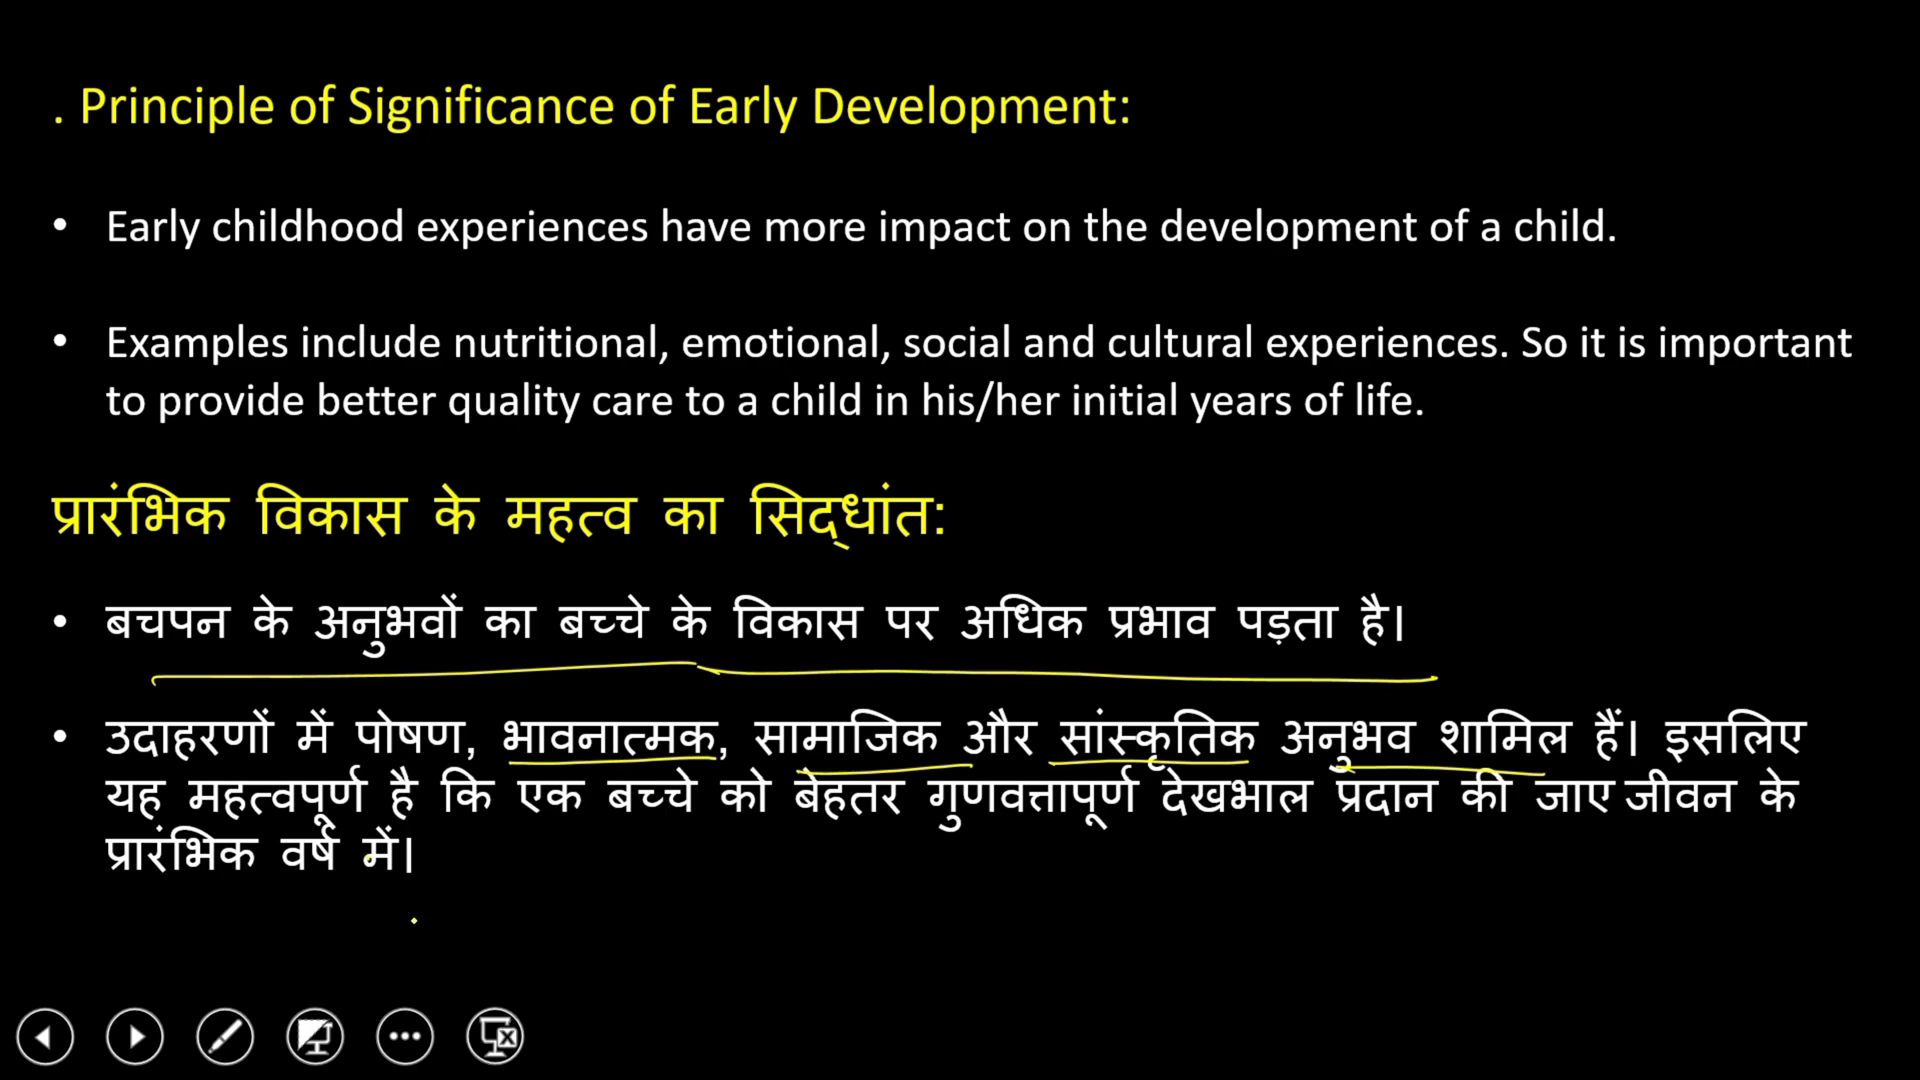 . Principle of Significance of Early Development:
• Early childhood experiences have more impact on the development of a child.
• Examples include nutritional, emotional, social and cultural experiences. So it is important
to provide better quality care to a child in his/her initial years of life.
प्रारंभिक विकास के महत्व का सिद्धांत:
• बचपन के अनुभवों का बच्चे के विकास पर अधिक प्रभाव पड़ता है।
• उदाहरणों में पोषण, भावनात्मक, सामाजिक और सांस्कृतिक अनुभव शामिल हैं। इसलिए
यह महत्वपूर्ण है कि एक बच्चे को बेहतर गुणवत्तापूर्ण देखभाल प्रदान की जाए जीवन के
प्रारंभिक वर्ष में।